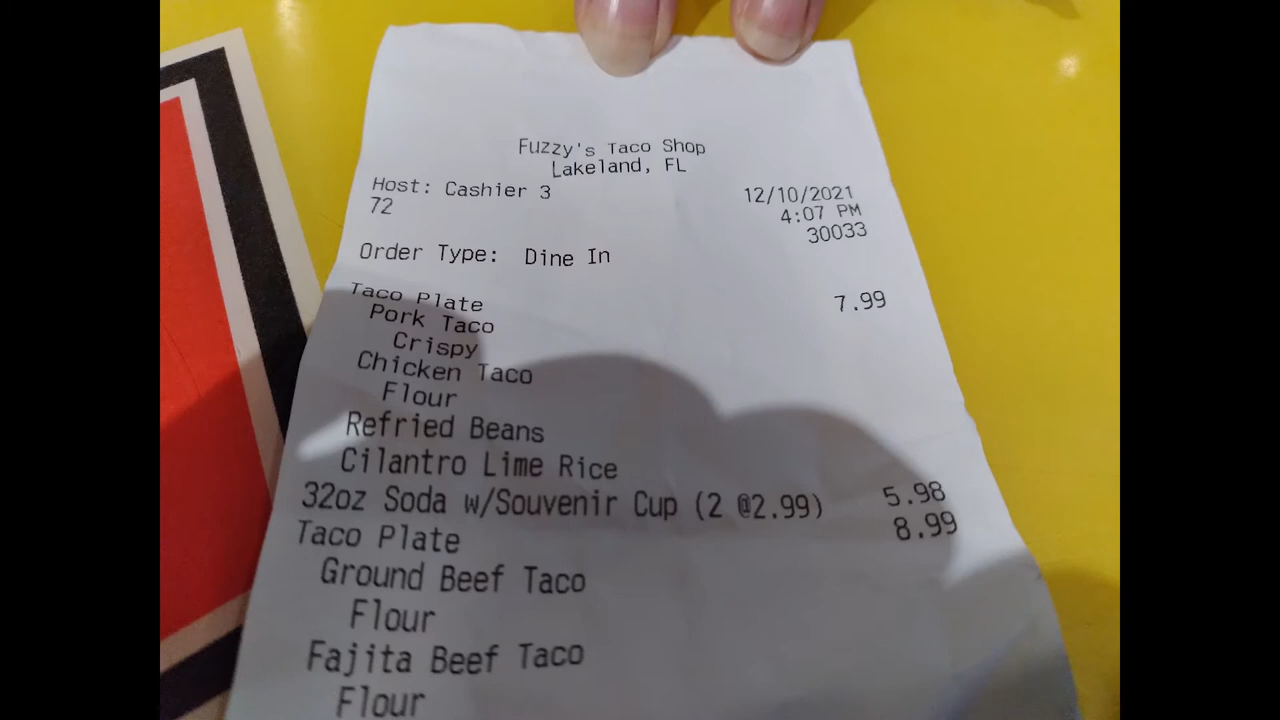 Fuzzy's Taco Shop
Lakeland, FL
Host: Cashier 3 12/10/2021
72 4:07 PM
30033
Order Type: Dine In
Taco Plate 7.99
Pork Taco
Crispy
Chicken Taco
Flour
Refried Beans
Cilantro Lime Rice
32oz Soda w/Souvenir Cup (2 @2.99) 5.98
Taco Plate 8.99
Ground Beef Taco
Flour
Fajita Beef Taco
Flour